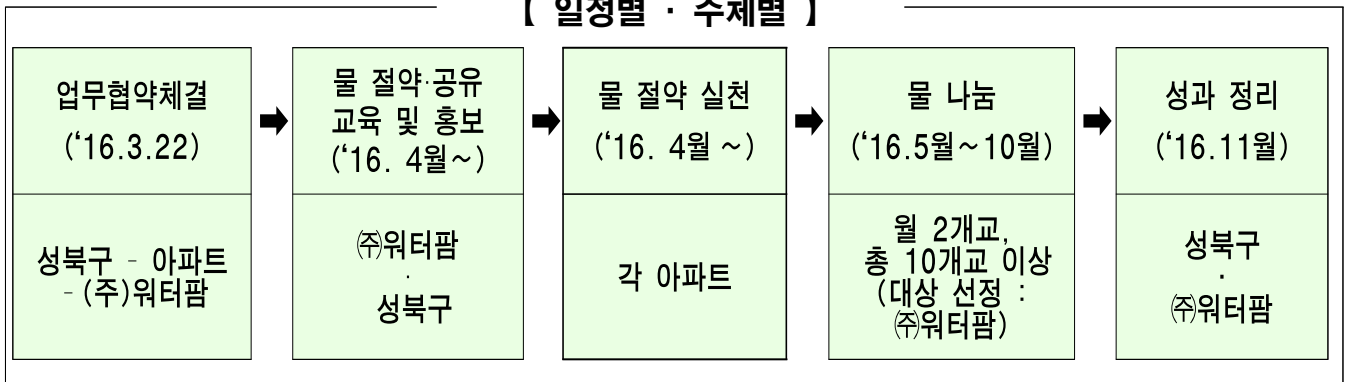 【 일정별 · 주체별 】
업무협약체결
(‘16.3.22)
물 절약·공유
교육 및 홍보
(‘16. 4월~)
물 절약 실천
(‘16. 4월 ~)
물 나눔
(‘16.5월~10월)
성과 정리
(‘16.11월)
성북구 - 아파트
- (주)워터팜
㈜워터팜
·
성북구
각 아파트
월 2개교,
총 10개교 이상
(대상 선정 :
㈜워터팜)
성북구
·
㈜워터팜